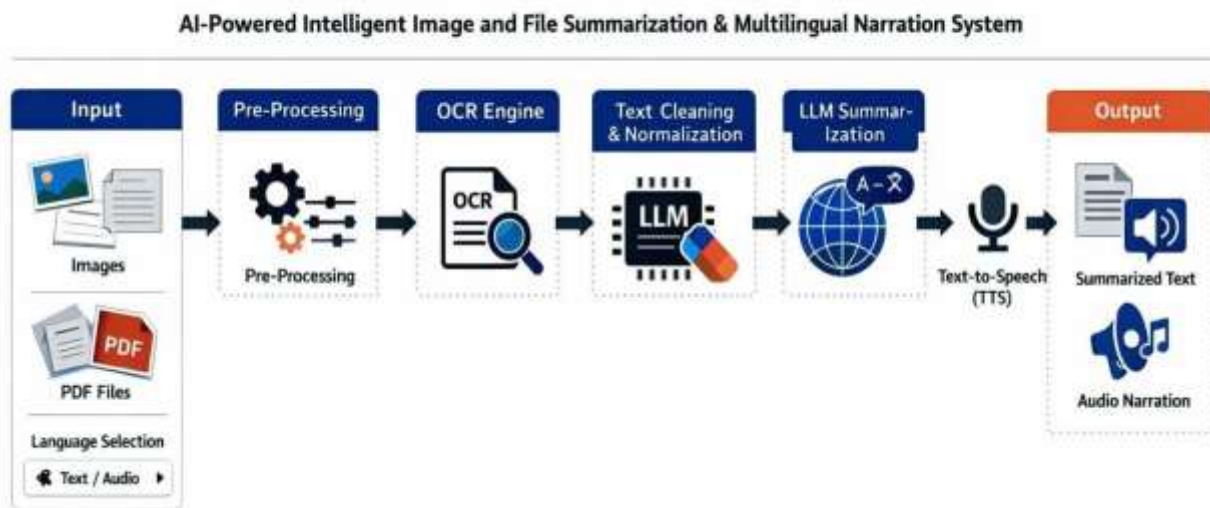 AI-Powered Intelligent Image and File Summarization & Multilingual Narration System
Input
Images
PDF
PDF Files
Language Selection
Text / Audio
Pre-Processing
Pre-Processing
OCR Engine
OCR
Text Cleaning
& Normalization
LLM
LLM Summar-
Ization
A-文
Text-to-Speech
(TTS)
Output
Summarized Text
Audio Narration